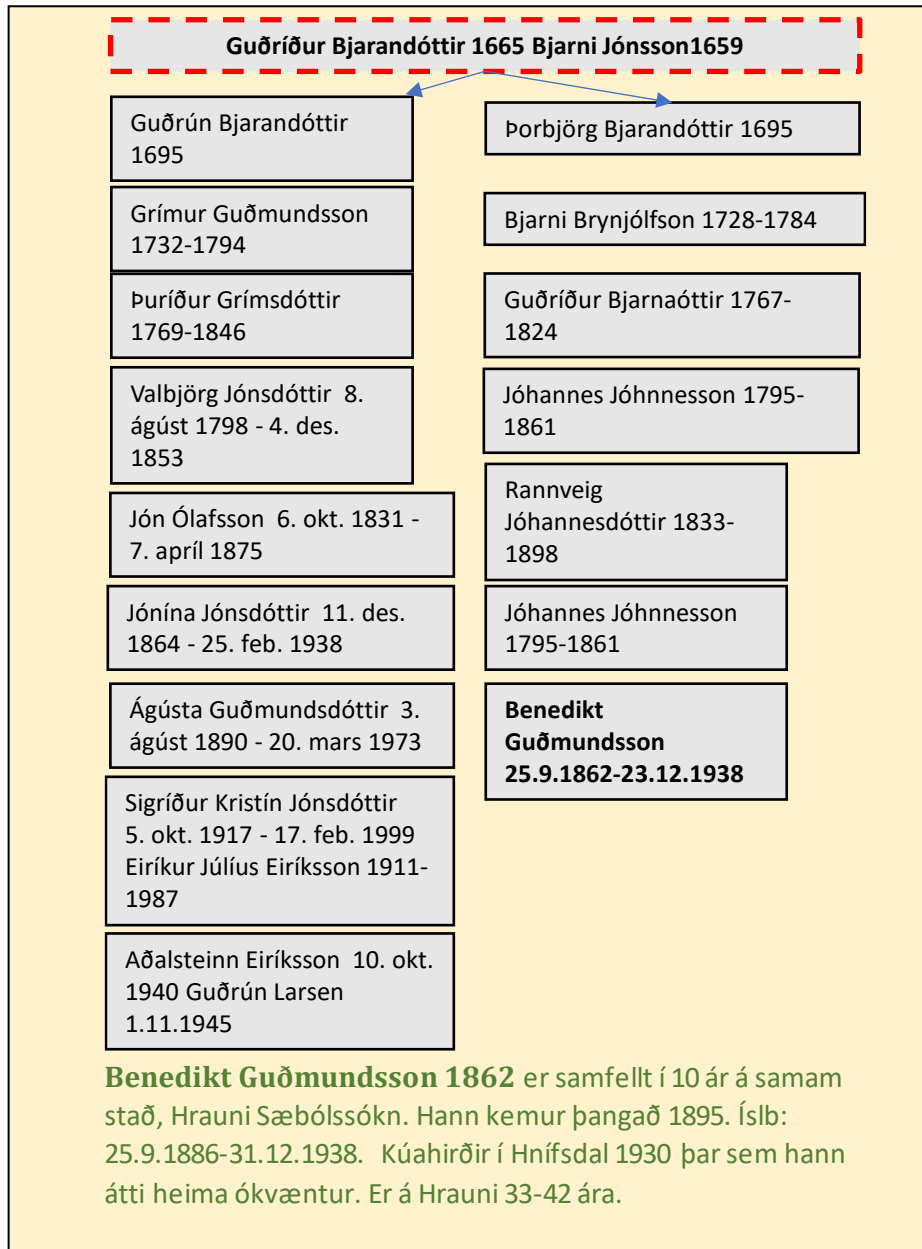 Guðríður Bjarandóttir 1665 Bjarni Jónsson1659
Guðrún Bjarandóttir
1695
Grímur Guðmundsson
1732-1794
Þuríður Grímsdóttir
1769-1846
Valbjörg Jónsdóttir 8.
ágúst 1798 - 4. des.
1853
Jón Ólafsson 6. okt. 1831 -
7. apríl 1875
Jónína Jónsdóttir 11. des.
1864 - 25. feb. 1938
Ágústa Guðmundsdóttir 3.
ágúst 1890 - 20. mars 1973
Sigríður Kristín Jónsdóttir
5. okt. 1917 - 17. feb. 1999
Eiríkur Júlíus Eiríksson 1911-
1987
Aðalsteinn Eiríksson 10. okt.
1940 Guðrún Larsen
1.11.1945
Þorbjörg Bjarandóttir 1695
Bjarni Brynjólfson 1728-1784
Guðríður Bjarnaóttir 1767-
1824
Jóhannes Jóhnnesson 1795-
1861
Rannveig
Jóhannesdóttir 1833-
1898
Jóhannes Jóhnnesson
1795-1861
Benedikt
Guðmundsson
25.9.1862-23.12.1938
Benedikt Guðmundsson 1862 er samfellt í 10 ár á samam
stað, Hrauni Sæbólssókn. Hann kemur þangað 1895. Íslb:
25.9.1886-31.12.1938. Kúahirðir í Hnífsdal 1930 þar sem hann
átti heima ókvæntur. Er á Hrauni 33-42 ára.